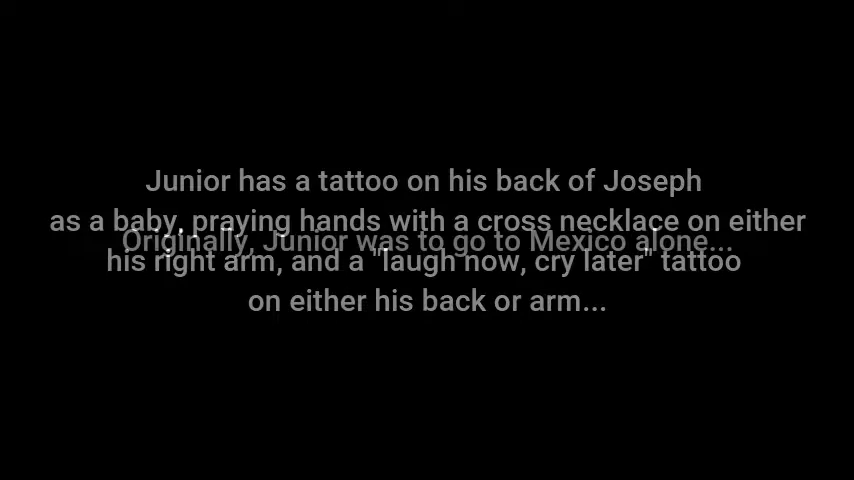 Junior has a tattoo on his back of Joseph
as a baby, praying hands with a cross necklace on either
Originally, Junior was to go to Mexico alone...
his right arm, and a "laugh now, cry later" tattoo
on either his back or arm...